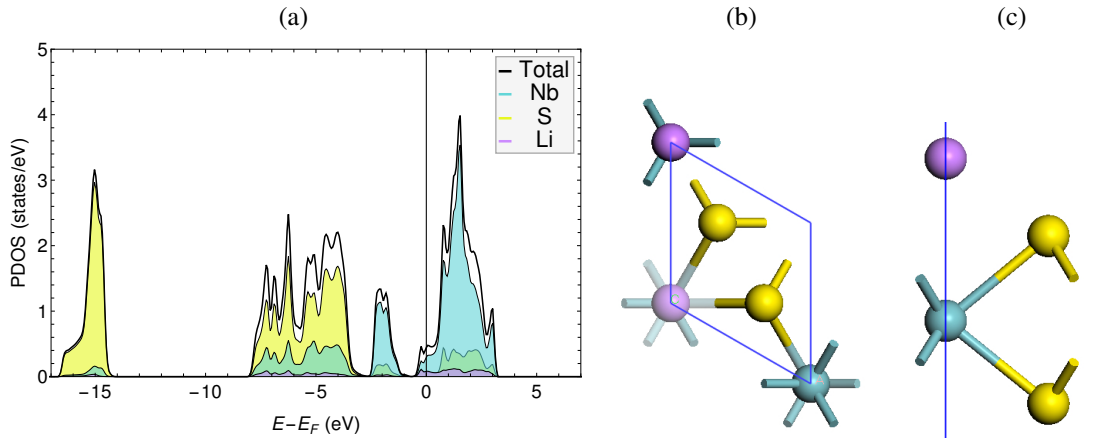 (a)
(b)
(c)
PDOS (states/eV)
5
4
3
2
1
0
Total
Nb
S
Li
−15
−10
−5
0
5
E−E_F (eV)